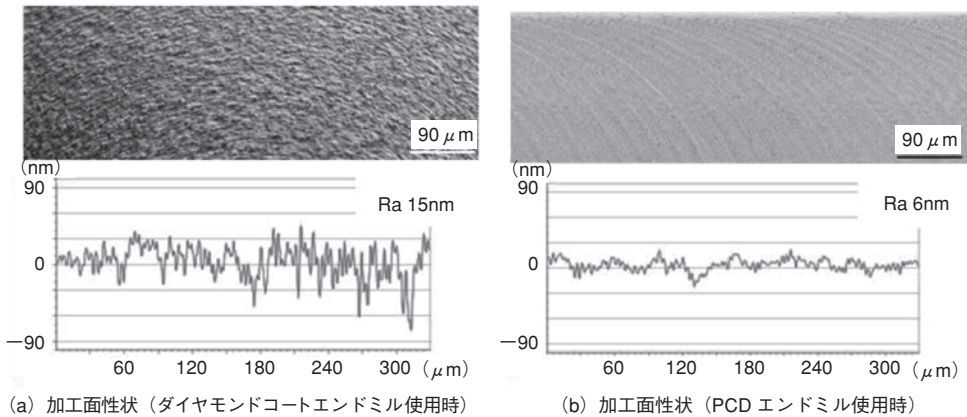 90 μm
90 μm
(nm)
90
0
－90
Ra 15nm
60 120 180 240 300 (μm)
(a) 加工面性状（ダイヤモンドコートエンドミル使用時）
(nm)
90
0
－90
Ra 6nm
60 120 180 240 300 (μm)
(b) 加工面性状（PCD エンドミル使用時）